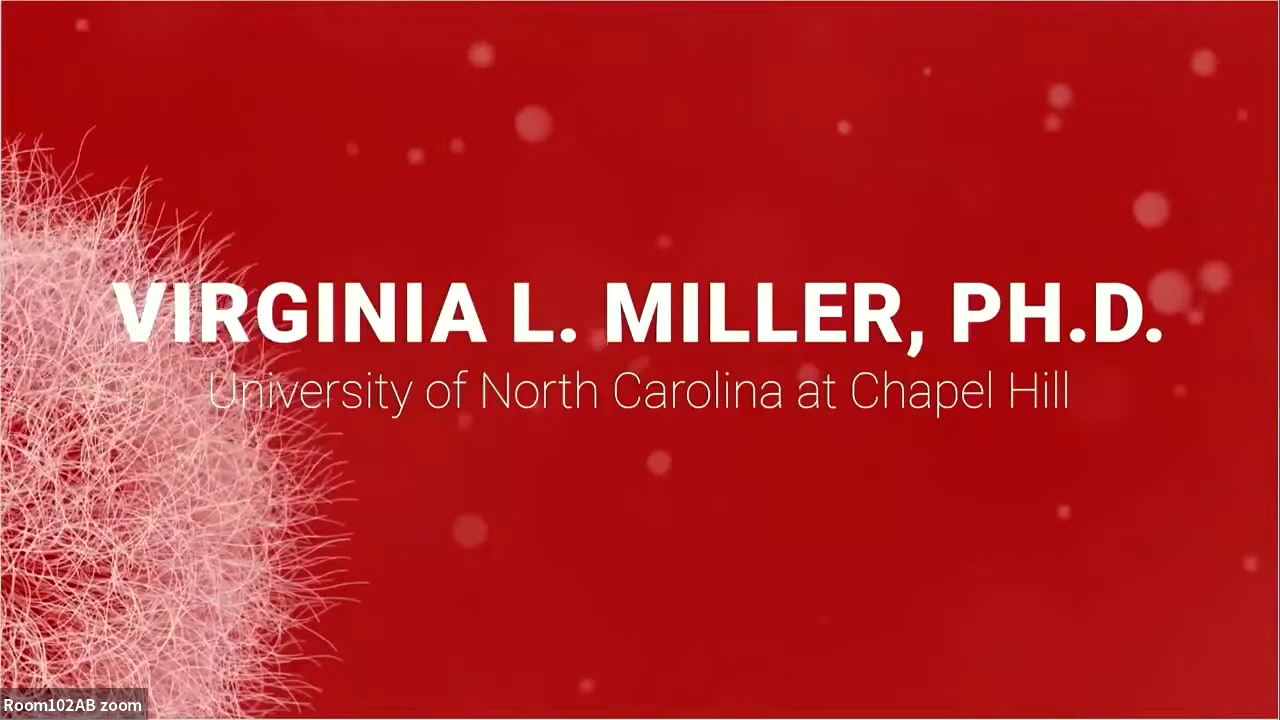 VIRGINIA L. MILLER, PH.D.
University of North Carolina at Chapel Hill
Room102AB zoom